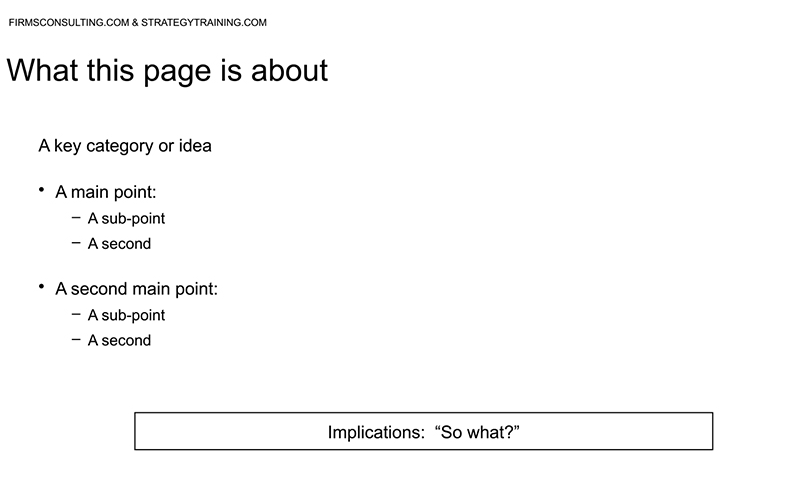 FIRMSCONSULTING.COM & STRATEGYTRAINING.COM
What this page is about
A key category or idea
• A main point:
– A sub-point
– A second
• A second main point:
– A sub-point
– A second
Implications:  “So what?”